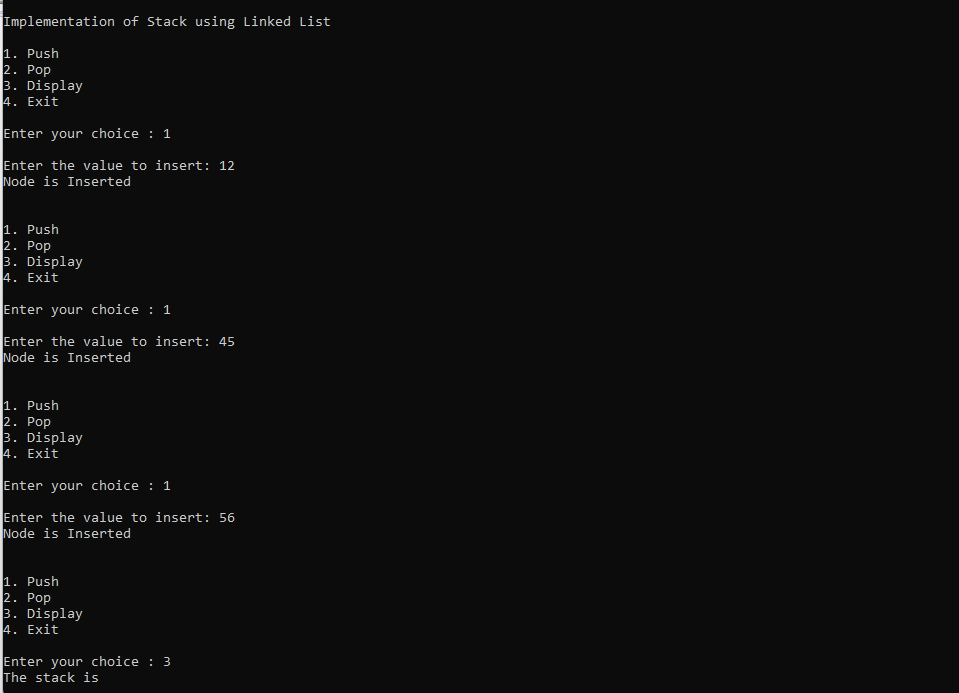 Implementation of Stack using Linked List
1. Push
2. Pop
3. Display
4. Exit
Enter your choice : 1
Enter the value to insert: 12
Node is Inserted
1. Push
2. Pop
3. Display
4. Exit
Enter your choice : 1
Enter the value to insert: 45
Node is Inserted
1. Push
2. Pop
3. Display
4. Exit
Enter your choice : 1
Enter the value to insert: 56
Node is Inserted
1. Push
2. Pop
3. Display
4. Exit
Enter your choice : 3
The stack is